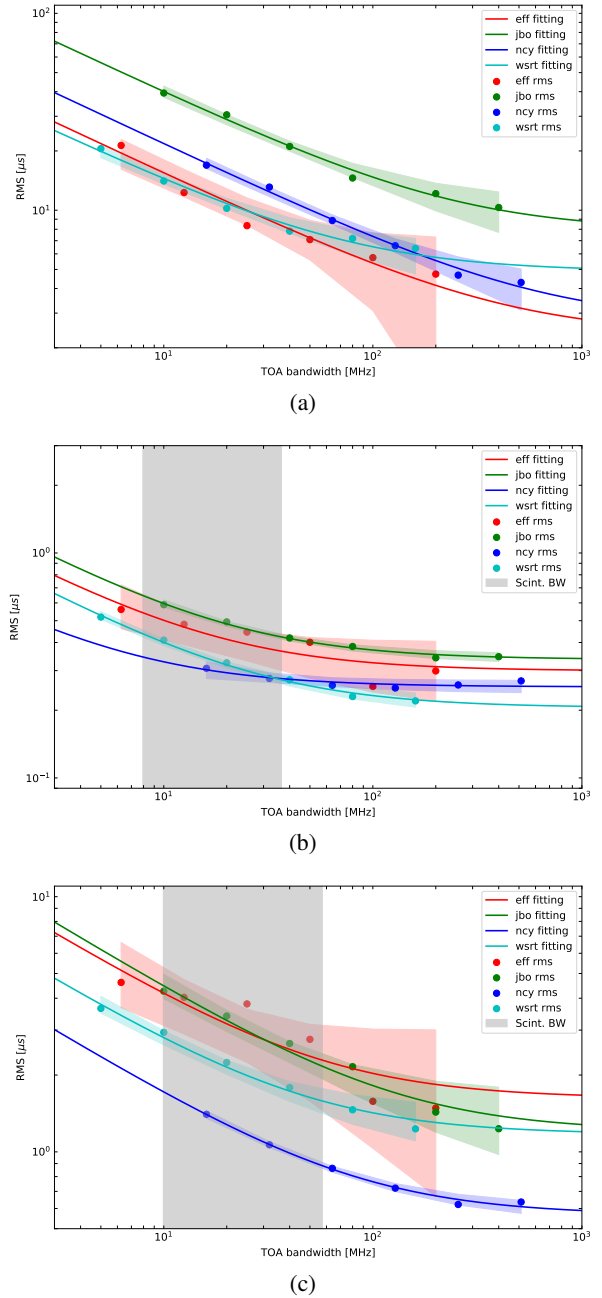 10²
10¹
RMS [μs]
eff fitting
jbo fitting
ncy fitting
wsrt fitting
eff rms
jbo rms
ncy rms
wsrt rms
10¹
10²
10³
TOA bandwidth [MHz]
(a)
10⁰
10⁻¹
RMS [μs]
eff fitting
jbo fitting
ncy fitting
wsrt fitting
eff rms
jbo rms
ncy rms
wsrt rms
Scint. BW
10¹
10²
10³
TOA bandwidth [MHz]
(b)
10¹
10⁰
RMS [μs]
eff fitting
jbo fitting
ncy fitting
wsrt fitting
eff rms
jbo rms
ncy rms
wsrt rms
Scint. BW
10¹
10²
10³
TOA bandwidth [MHz]
(c)